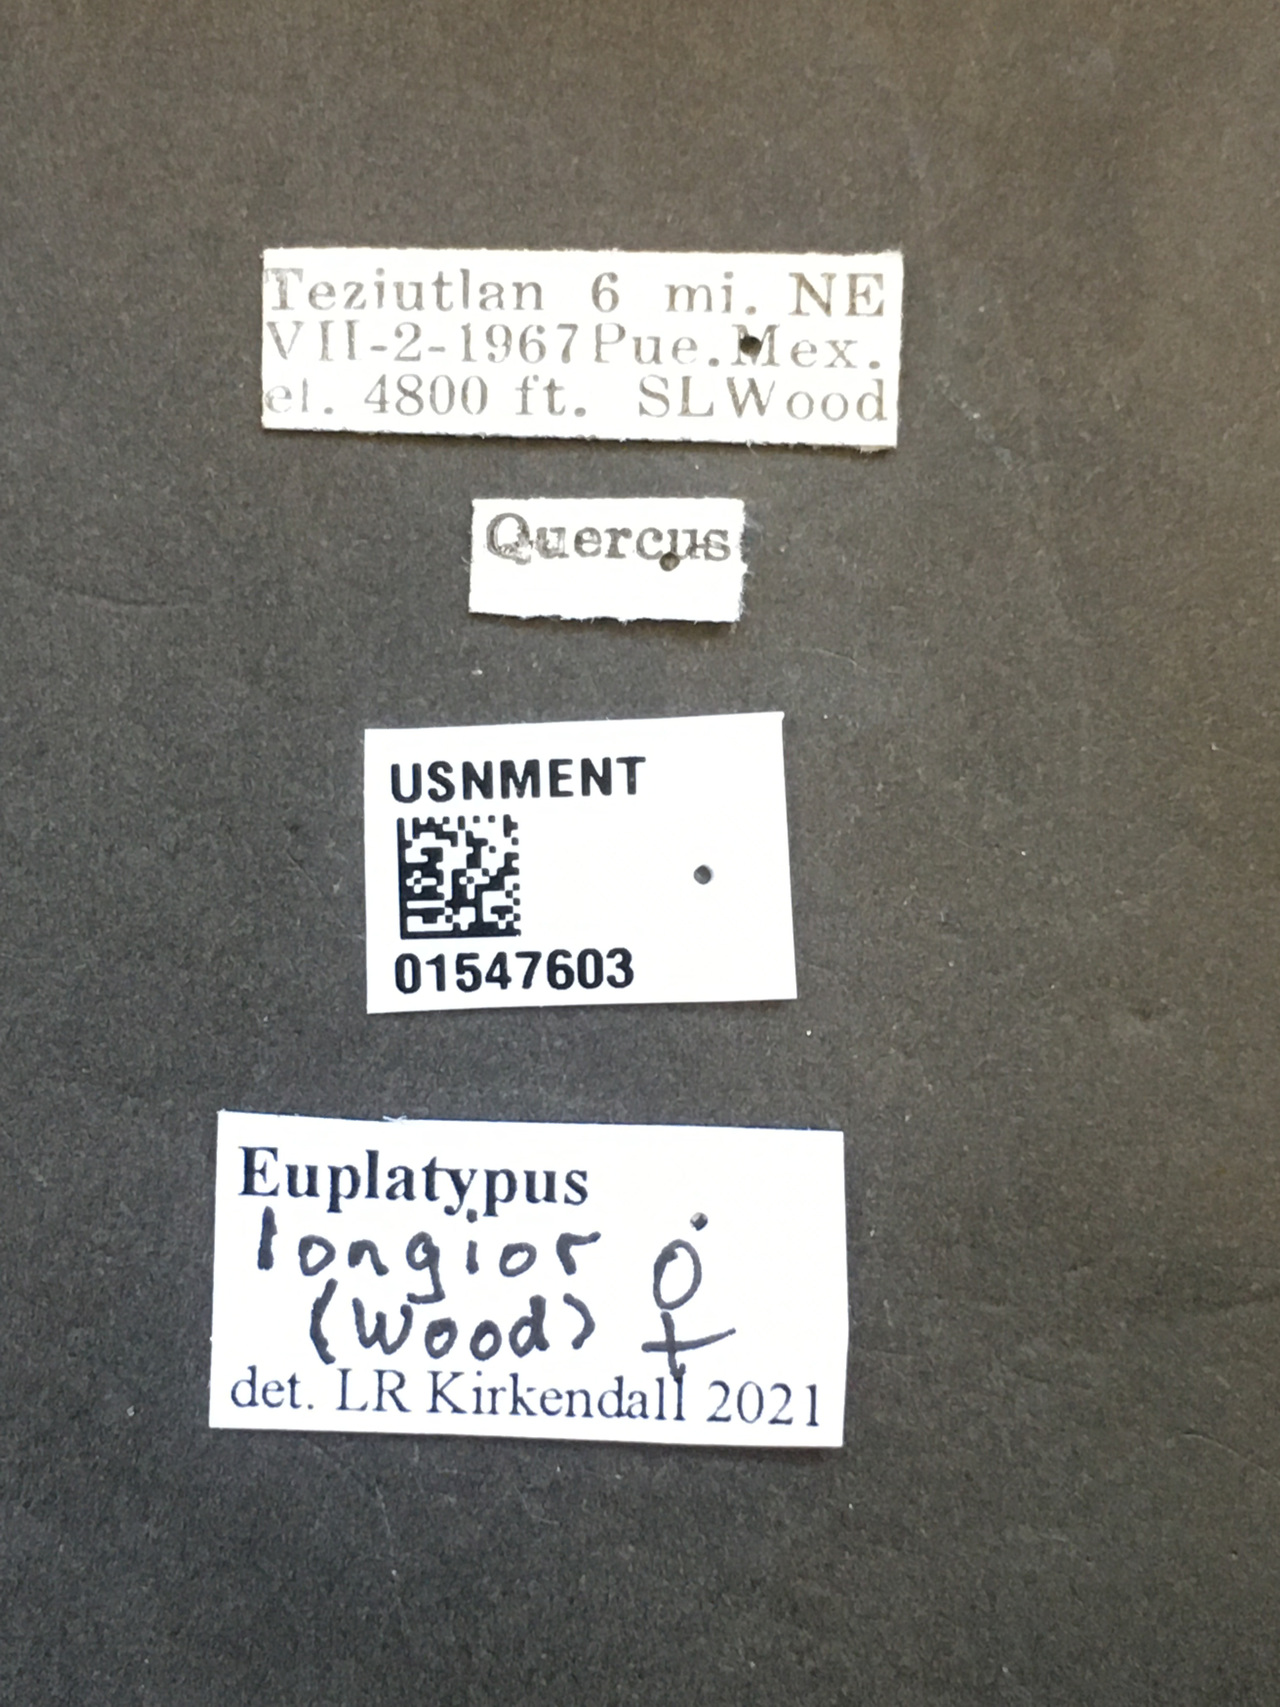 Teziutlan 6 mi. NE
VII-2-1967 Pue. Mex.
el. 4800 ft. SLWood
Quercus
USNMENT
01547603
Euplatypus
longior ♀
(Wood)
det. LR Kirkendall 2021